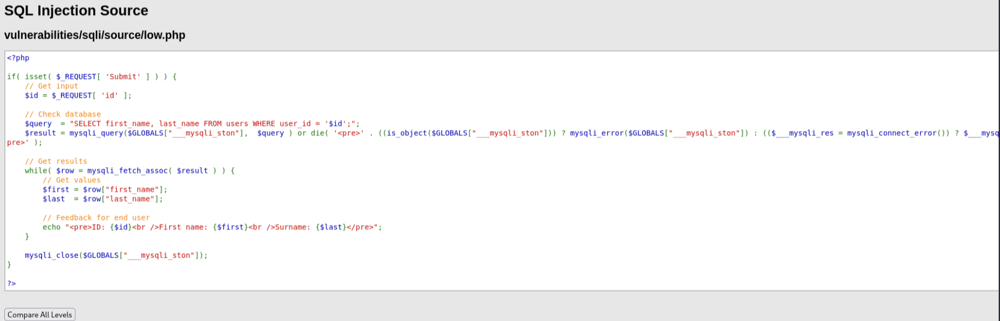 SQL Injection Source
vulnerabilities/sqli/source/low.php
<?php
if( isset( $_REQUEST[ 'Submit' ] ) ) {
    // Get input
    $id = $_REQUEST[ 'id' ];
    // Check database
    $query  = "SELECT first_name, last_name FROM users WHERE user_id = '$id';";
    $result = mysqli_query($GLOBALS["___mysqli_ston"],  $query ) or die( '<pre>' . ((is_object($GLOBALS["___mysqli_ston"])) ? mysqli_error($GLOBALS["___mysqli_ston"]) : (($___mysqli_res = mysqli_connect_error()) ? $___mysq
pre>' );
    // Get results
    while( $row = mysqli_fetch_assoc( $result ) ) {
        // Get values
        $first = $row["first_name"];
        $last  = $row["last_name"];
        // Feedback for end user
        echo "<pre>ID: {$id}<br />First name: {$first}<br />Surname: {$last}</pre>";
    }
    mysqli_close($GLOBALS["___mysqli_ston"]);
}
?>
Compare All Levels